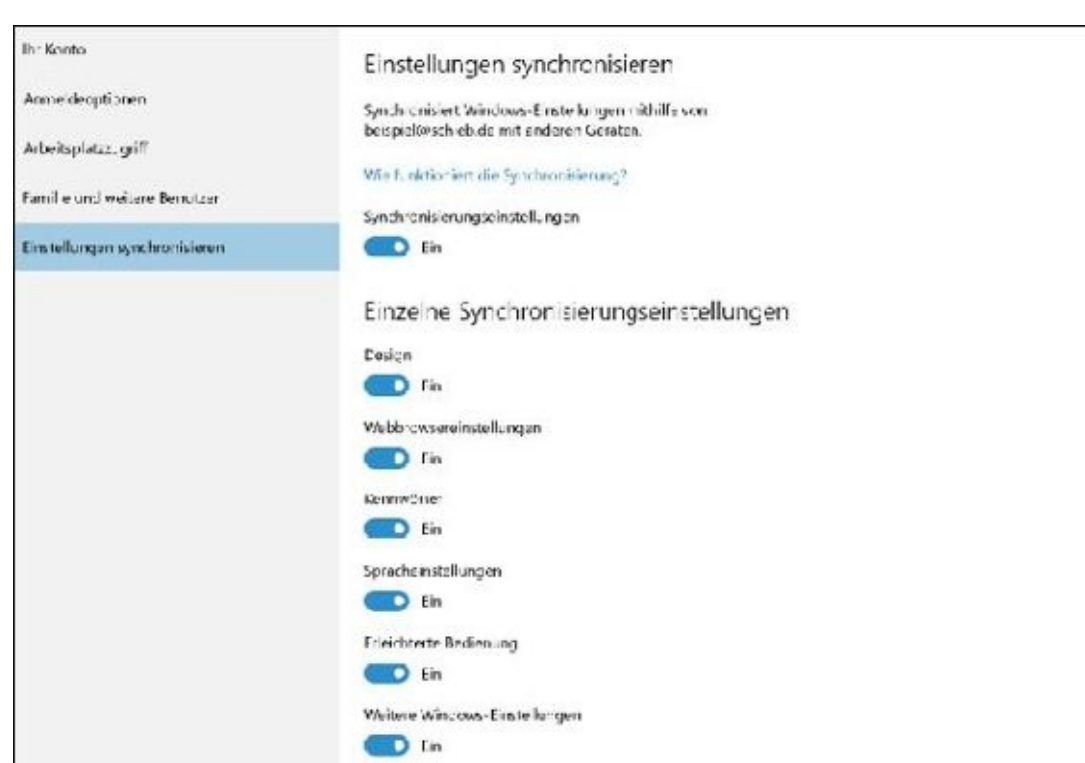 Ihr Konto
Anmeldeoptionen
Arbeitsplatzzugriff
Familie und weitere Benutzer
Einstellungen synchronisieren
Einstellungen synchronisieren
Synchronisiert Windows-Einstellungen mithilfe von
beispiel@schieb.de mit anderen Geräten.
Wie funktioniert die Synchronisierung?
Synchronisierungseinstellungen
Ein
Einzelne Synchronisierungseinstellungen
Design
Ein
Webbrowsereinstellungen
Ein
Kennwörter
Ein
Spracheinstellungen
Ein
Erleichterte Bedienung
Ein
Weitere Windows-Einstellungen
Ein